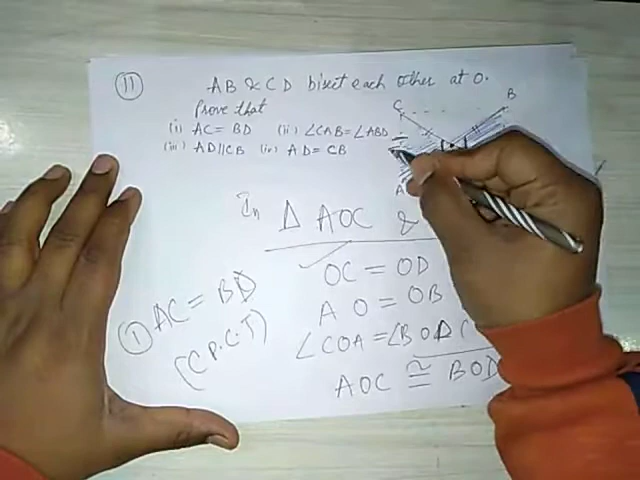 11 AB & CD bisect each other at O.
Prove that
(i) AC = BD (ii) ∠CAB = ∠ABD
(iii) AD||CB (iv) AD = CB
C B
A
In Δ AOC &
OC = OD
AO = OB
∠COA = ∠BOD (
AOC ≅ BOD
① AC = BD
(C.P.C.T)